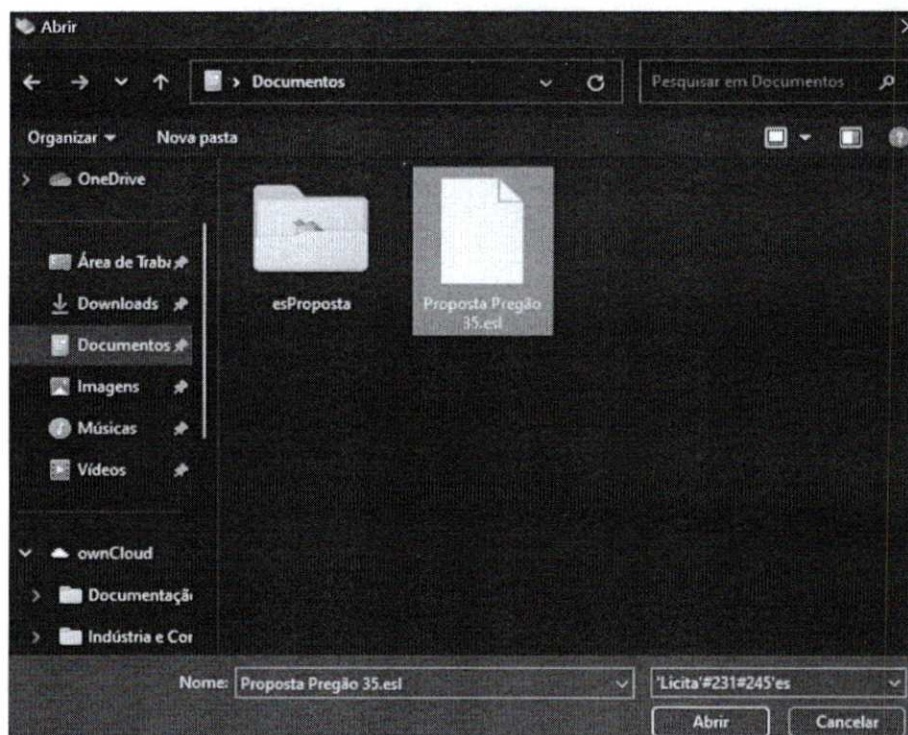 Abrir
Documentos
Pesquisar em Documentos
Organizar
Nova pasta
OneDrive
Área de Traba
Downloads
Documentos
Imagens
Músicas
Vídeos
ownCloud
Documentaçã
Indústria e Cor
esProposta
Proposta Pregão
35.esl
Nome: Proposta Pregão 35.esl
'Licita'#231#245'es
Abrir
Cancelar